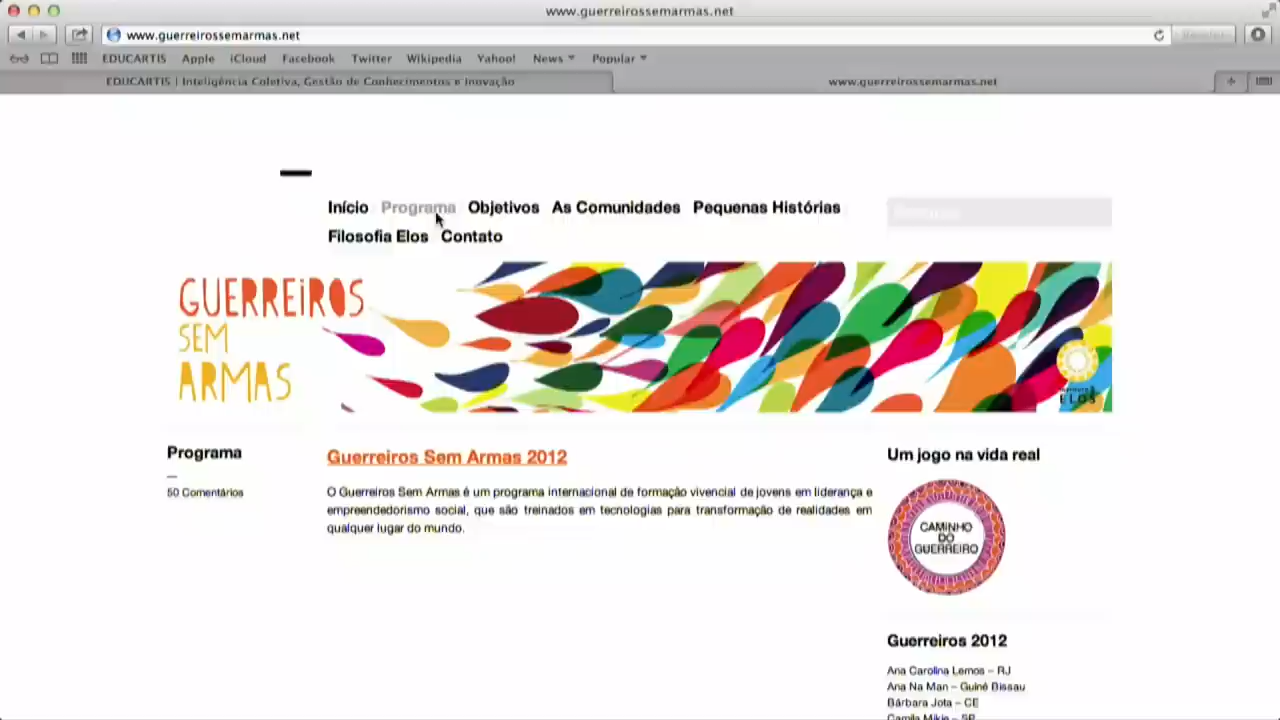 www.guerreirossemarmas.net
www.guerreirossemarmas.net
EDUCARTIS Apple iCloud Facebook Twitter Wikipedia Yahoo! News Popular
EDUCARTIS | Inteligência Coletiva, Gestão de Conhecimentos e Inovação
www.guerreirossemarmas.net
Início Programa Objetivos As Comunidades Pequenas Histórias
Filosofia Elos Contato
GUERREIROS
SEM
ARMAS
ELOS
Programa
50 Comentários
Guerreiros Sem Armas 2012
O Guerreiros Sem Armas é um programa internacional de formação vivencial de jovens em liderança e
empreendedorismo social, que são treinados em tecnologias para transformação de realidades em
qualquer lugar do mundo.
Um jogo na vida real
CAMINHO
DO
GUERREIRO
Guerreiros 2012
Ana Carolina Lemos – RJ
Ana Na Man – Guiné Bissau
Bárbara Jota – CE
Camila Mikie – SP